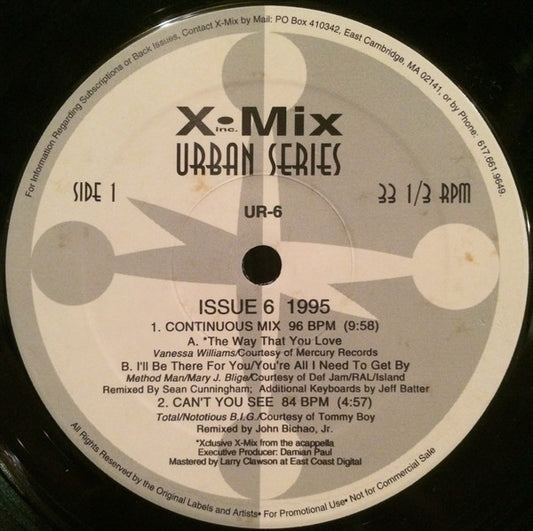 For Information Regarding Subscriptions or Back Issues, Contact X-Mix by Mail: PO Box 410342, East Cambridge, MA 02141, or by Phone: 617.661.9649.
X•Mix
Inc.
URBAN SERIES
SIDE 1
33 1/3 RPM
UR-6
ISSUE 6 1995
1. CONTINUOUS MIX 96 BPM (9:58)
A. *The Way That You Love
Vanessa Williams/Courtesy of Mercury Records
B. I'll Be There For You/You're All I Need To Get By
Method Man/Mary J. Blige/Courtesy of Def Jam/RAL/Island
Remixed By Sean Cunningham; Additional Keyboards by Jeff Batter
2. CAN'T YOU SEE 84 BPM (4:57)
Total/Nototious B.I.G./Courtesy of Tommy Boy
Remixed by John Bichao, Jr.
*Xclusive X-Mix from the acappella
Executive Producer: Damian Paul
Mastered by Larry Clawson at East Coast Digital
All Rights Reserved by the Original Labels and Artists• For Promotional Use• Not for Commercial Sale